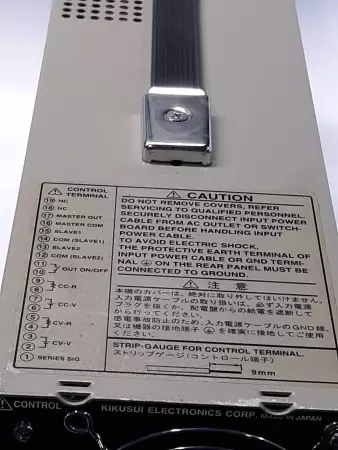 ⚠ CONTROL TERMINAL
⑱ NC
⑱ NC
⑰ MASTER OUT
⑯ MASTER COM
⑮ SLAVE1
⑭ COM (SLAVE1)
⑬ SLAVE2
⑫ COM (SLAVE2)
⑪
⑩ OUT ON/OFF
⑨
⑧ CC-R
⑦
⑥ CC-V
⑤
④ CV-R
③
② CV-V
① SERIES SIG
⚠ CAUTION
DO NOT REMOVE COVERS, REFER
SERVICING TO QUALIFIED PERSONNEL.
SECURELY DISCONNECT INPUT POWER
CABLE FROM AC OUTLET OR SWITCH-
BOARD BEFORE HANDLING INPUT
POWER CABLE.
TO AVOID ELECTRIC SHOCK,
THE PROTECTIVE EARTH TERMINAL OF
INPUT POWER CABLE OR GND TERMI-
NAL ⏚ ON THE REAR PANEL MUST BE
CONNECTED TO GROUND.
⚠ 注 意
本機のカバーは、絶対に取り外してはいけません。
入力電源ケーブルの取り扱いは、必ず入力電源
プラグを抜くか、配電盤からの給電を遮断して
から行ってください。
感電事故防止のため、入力電源ケーブルのGND線、
又は機器の接地端子 ⏚ を確実に接地してご使用
ください。
STRIP-GAUGE FOR CONTROL TERMINAL.
ストリップゲージ(コントロール端子)
9mm
⚠ CONTROL
KIKUSUI ELECTRONICS CORP. MADE IN JAPAN